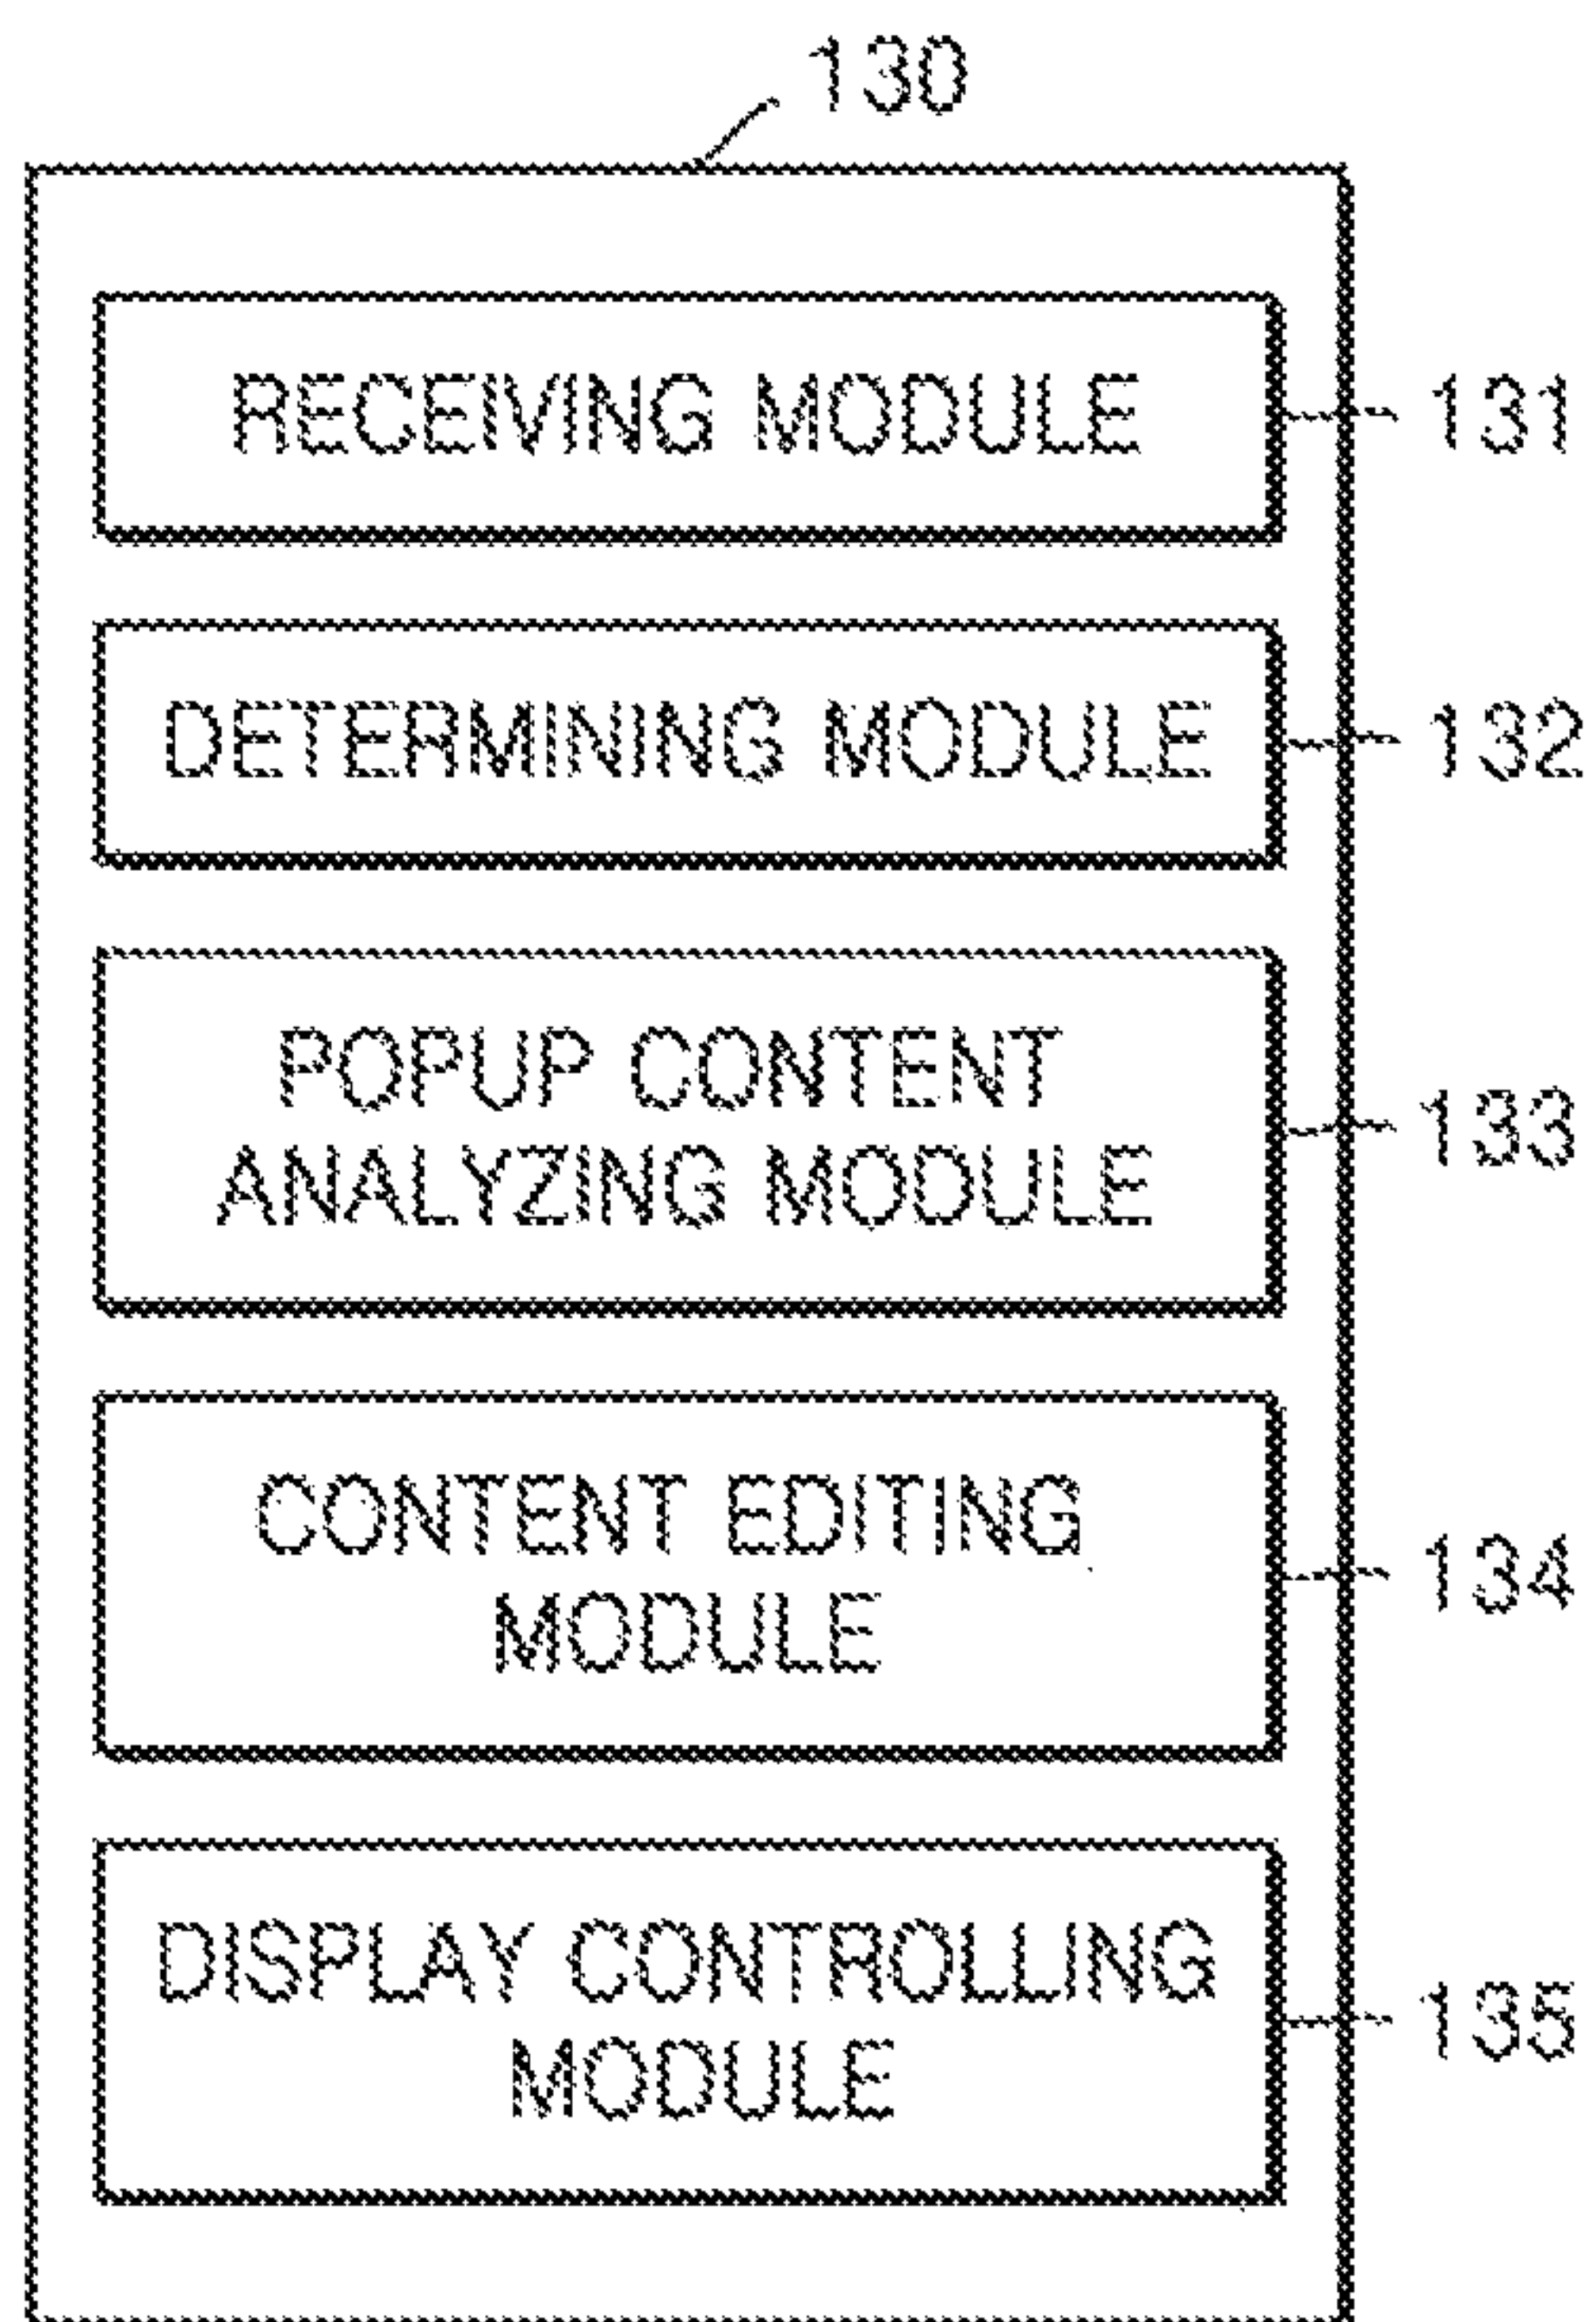 130
RECEIVING MODULE
131
DETERMINING MODULE
132
POPUP CONTENT
ANALYZING MODULE
133
CONTENT EDITING
MODULE
134
DISPLAY CONTROLLING
MODULE
135